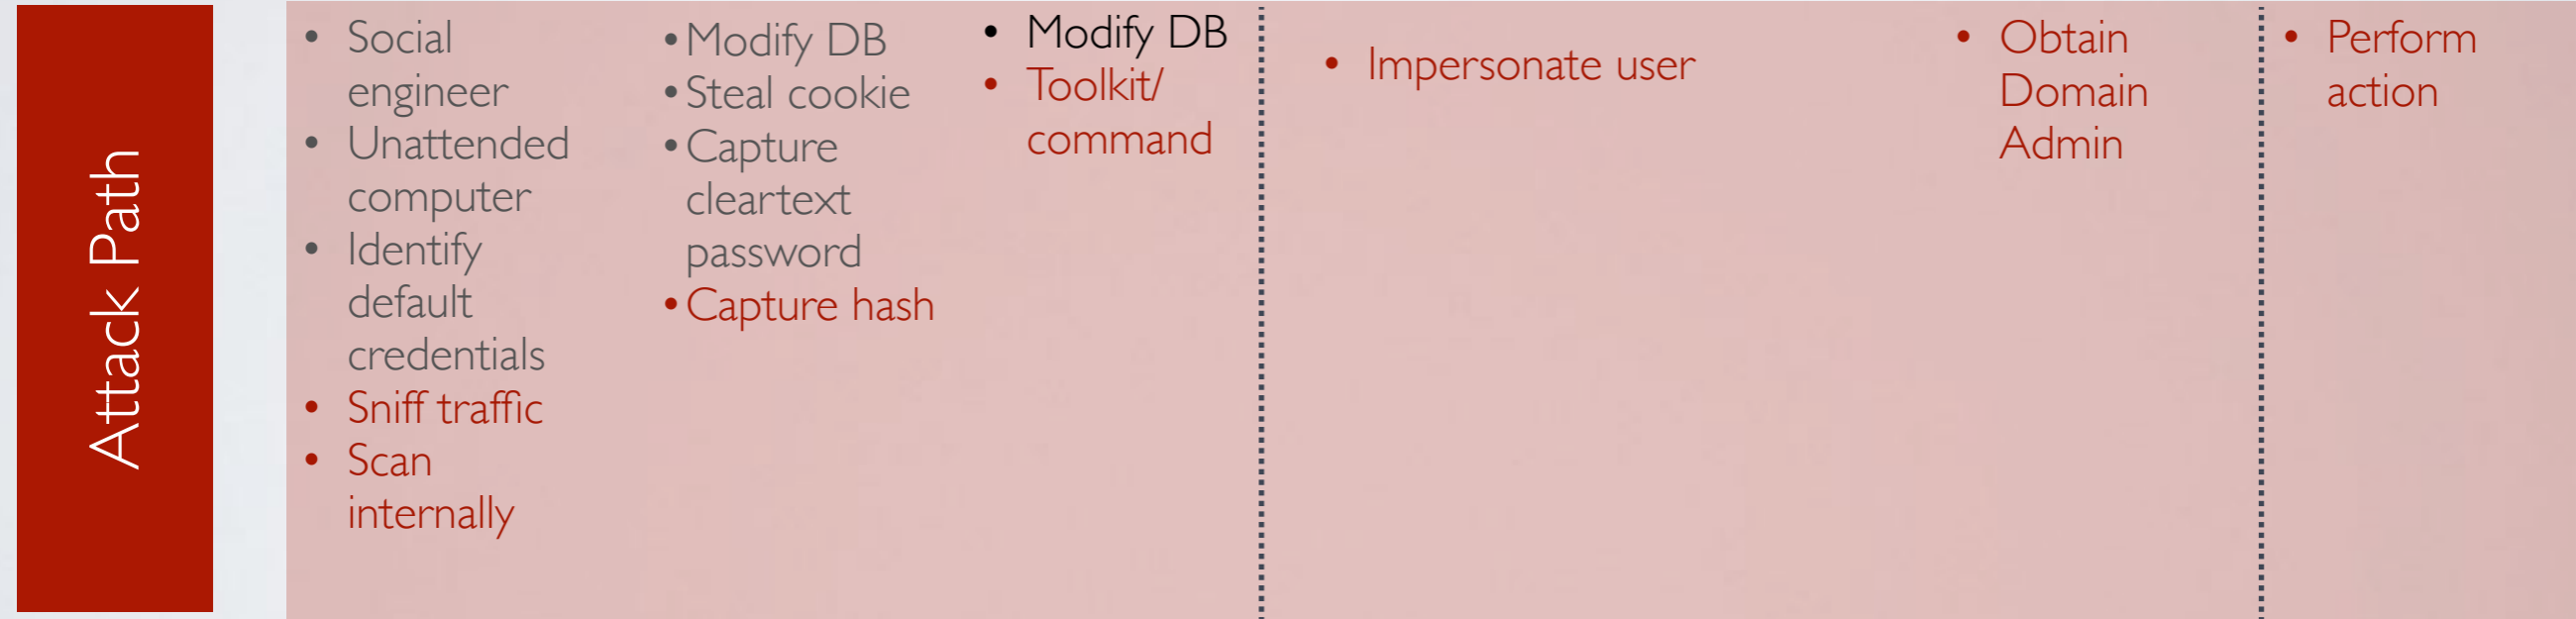 Attack Path
• Social
engineer
• Unattended
computer
• Identify
default
credentials
• Sniff traffic
• Scan
internally
• Modify DB
• Steal cookie
• Capture
cleartext
password
• Capture hash
• Modify DB
• Toolkit/
command
• Impersonate user
• Obtain
Domain
Admin
• Perform
action